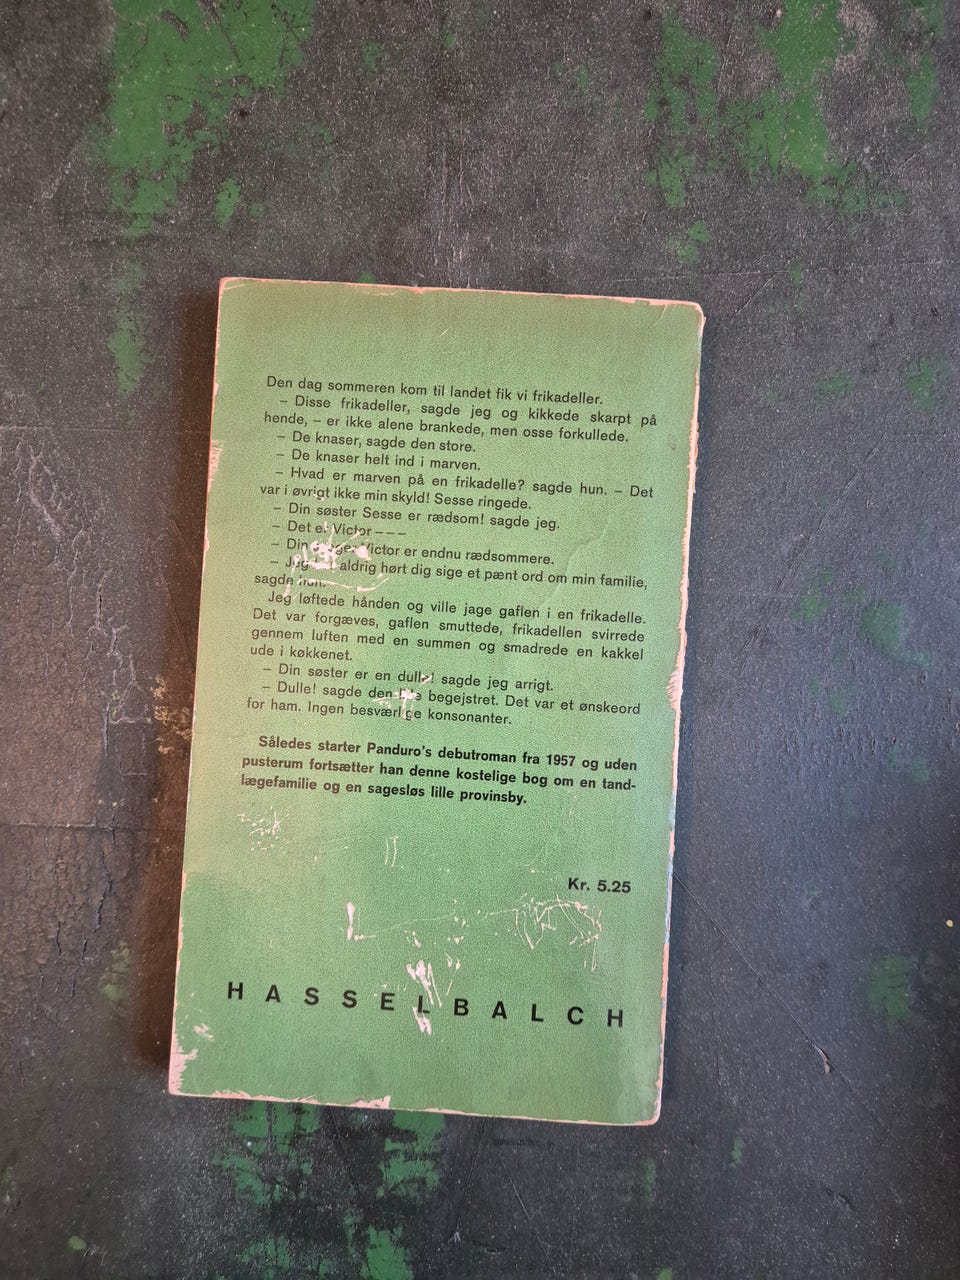 Den dag sommeren kom til landet fik vi frikadeller.
– Disse frikadeller, sagde jeg og kikkede skarpt på
hende, – er ikke alene brankede, men osse forkullede.
– De knaser, sagde den store.
– De knaser helt ind i marven.
– Hvad er marven på en frikadelle? sagde hun. – Det
var i øvrigt ikke min skyld! Sesse ringede.
– Din søster Sesse er rædsom! sagde jeg.
– Det er Victor – – –
– Din Victor er endnu rædsommere.
– Jeg aldrig hørt dig sige et pænt ord om min familie,
sagde hun.
Jeg løftede hånden og ville jage gaflen i en frikadelle.
Det var forgæves, gaflen smuttede, frikadellen svirrede
gennem luften med en summen og smadrede en kakkel
ude i køkkenet.
– Din søster er en dulle! sagde jeg arrigt.
– Dulle! sagde den begejstret. Det var et ønskeord
for ham. Ingen besværlige konsonanter.
Således starter Panduro's debutroman fra 1957 og uden
pusterum fortsætter han denne kostelige bog om en tand-
lægefamilie og en sagesløs lille provinsby.
Kr. 5.25
HASSELBALCH